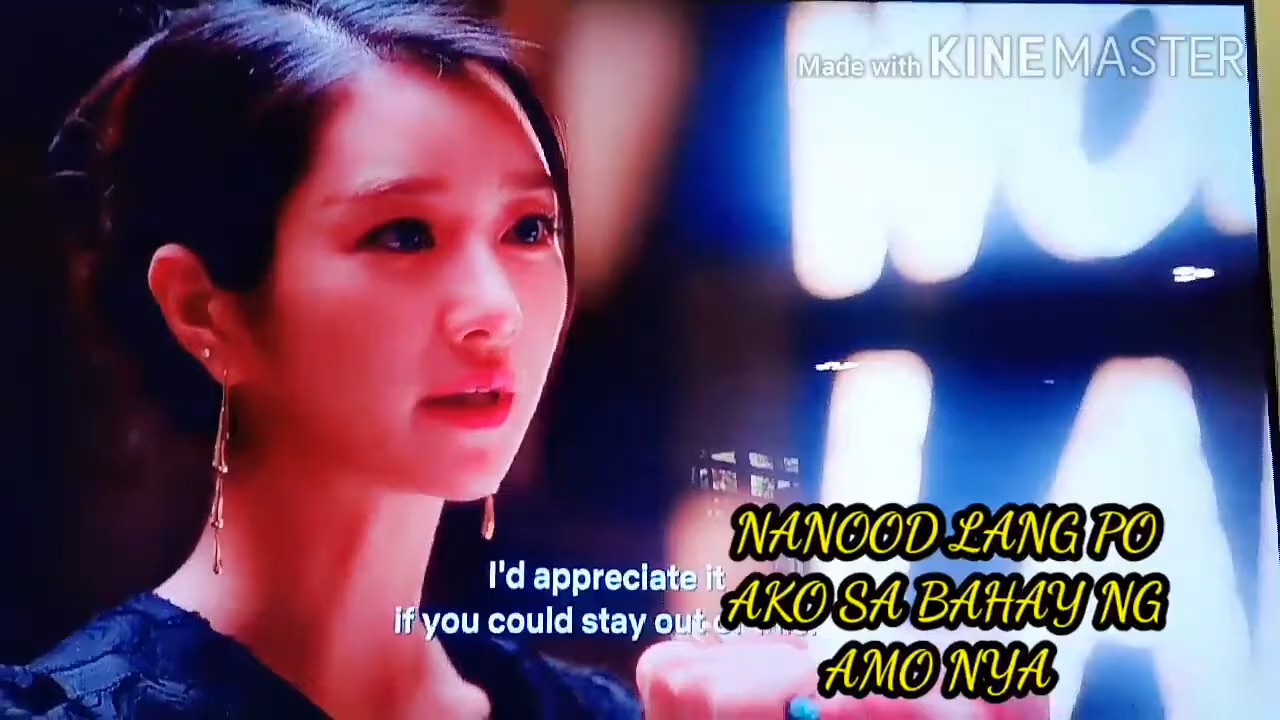 Made with KINEMASTER
I'd appreciate it
if you could stay out
NANOOD LANG PO
AKO SA BAHAY NG
AMO NYA